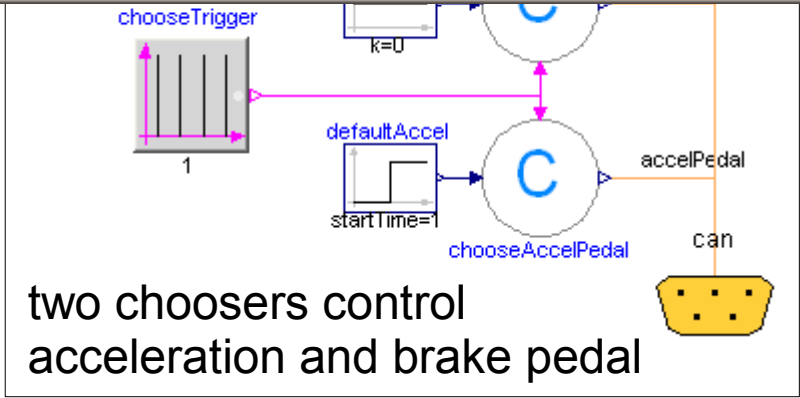 chooseTrigger
C
k=0
defaultAccel
1
C
accelPedal
startTime=1
chooseAccelPedal
can
two choosers control
acceleration and brake pedal